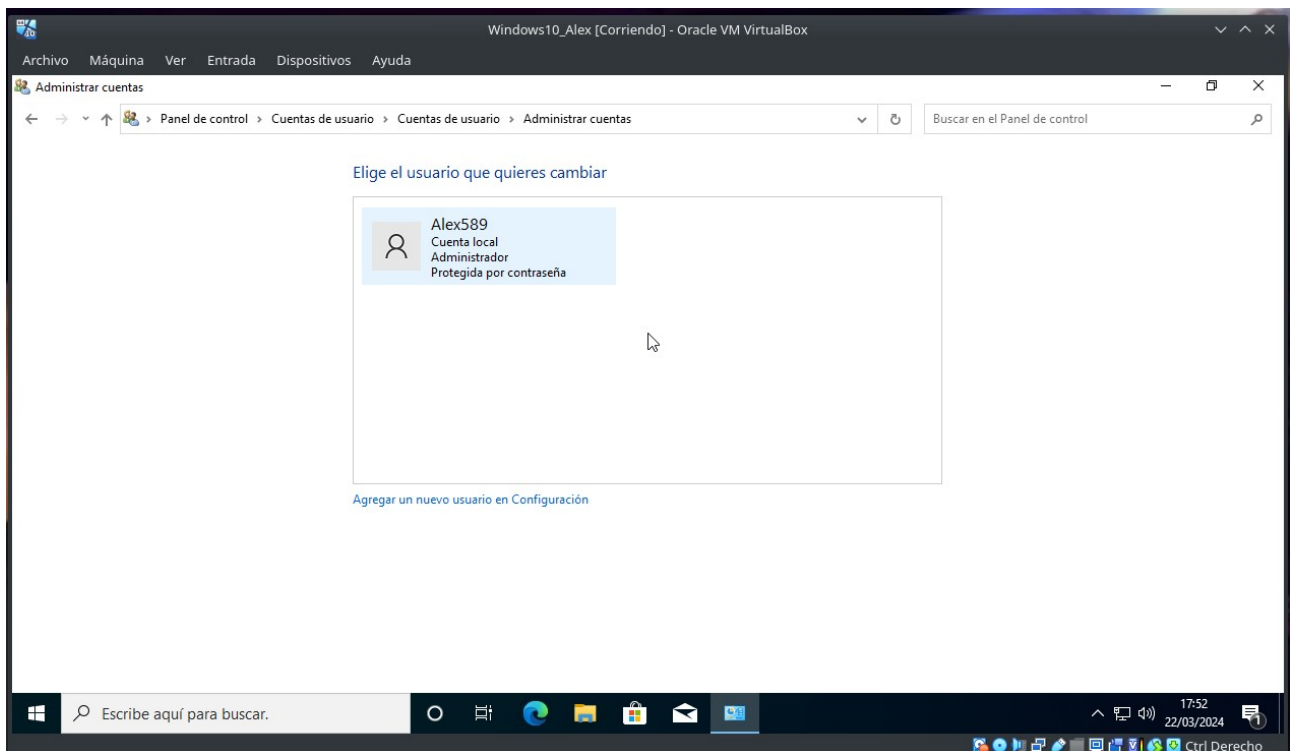 Windows10_Alex [Corriendo] - Oracle VM VirtualBox
Archivo Máquina Ver Entrada Dispositivos Ayuda
Administrar cuentas
Panel de control > Cuentas de usuario > Cuentas de usuario > Administrar cuentas
Buscar en el Panel de control
Elige el usuario que quieres cambiar
Alex589
Cuenta local
Administrador
Protegida por contraseña
Agregar un nuevo usuario en Configuración
Escribe aquí para buscar.
17:52
22/03/2024
1
Ctrl Derecho